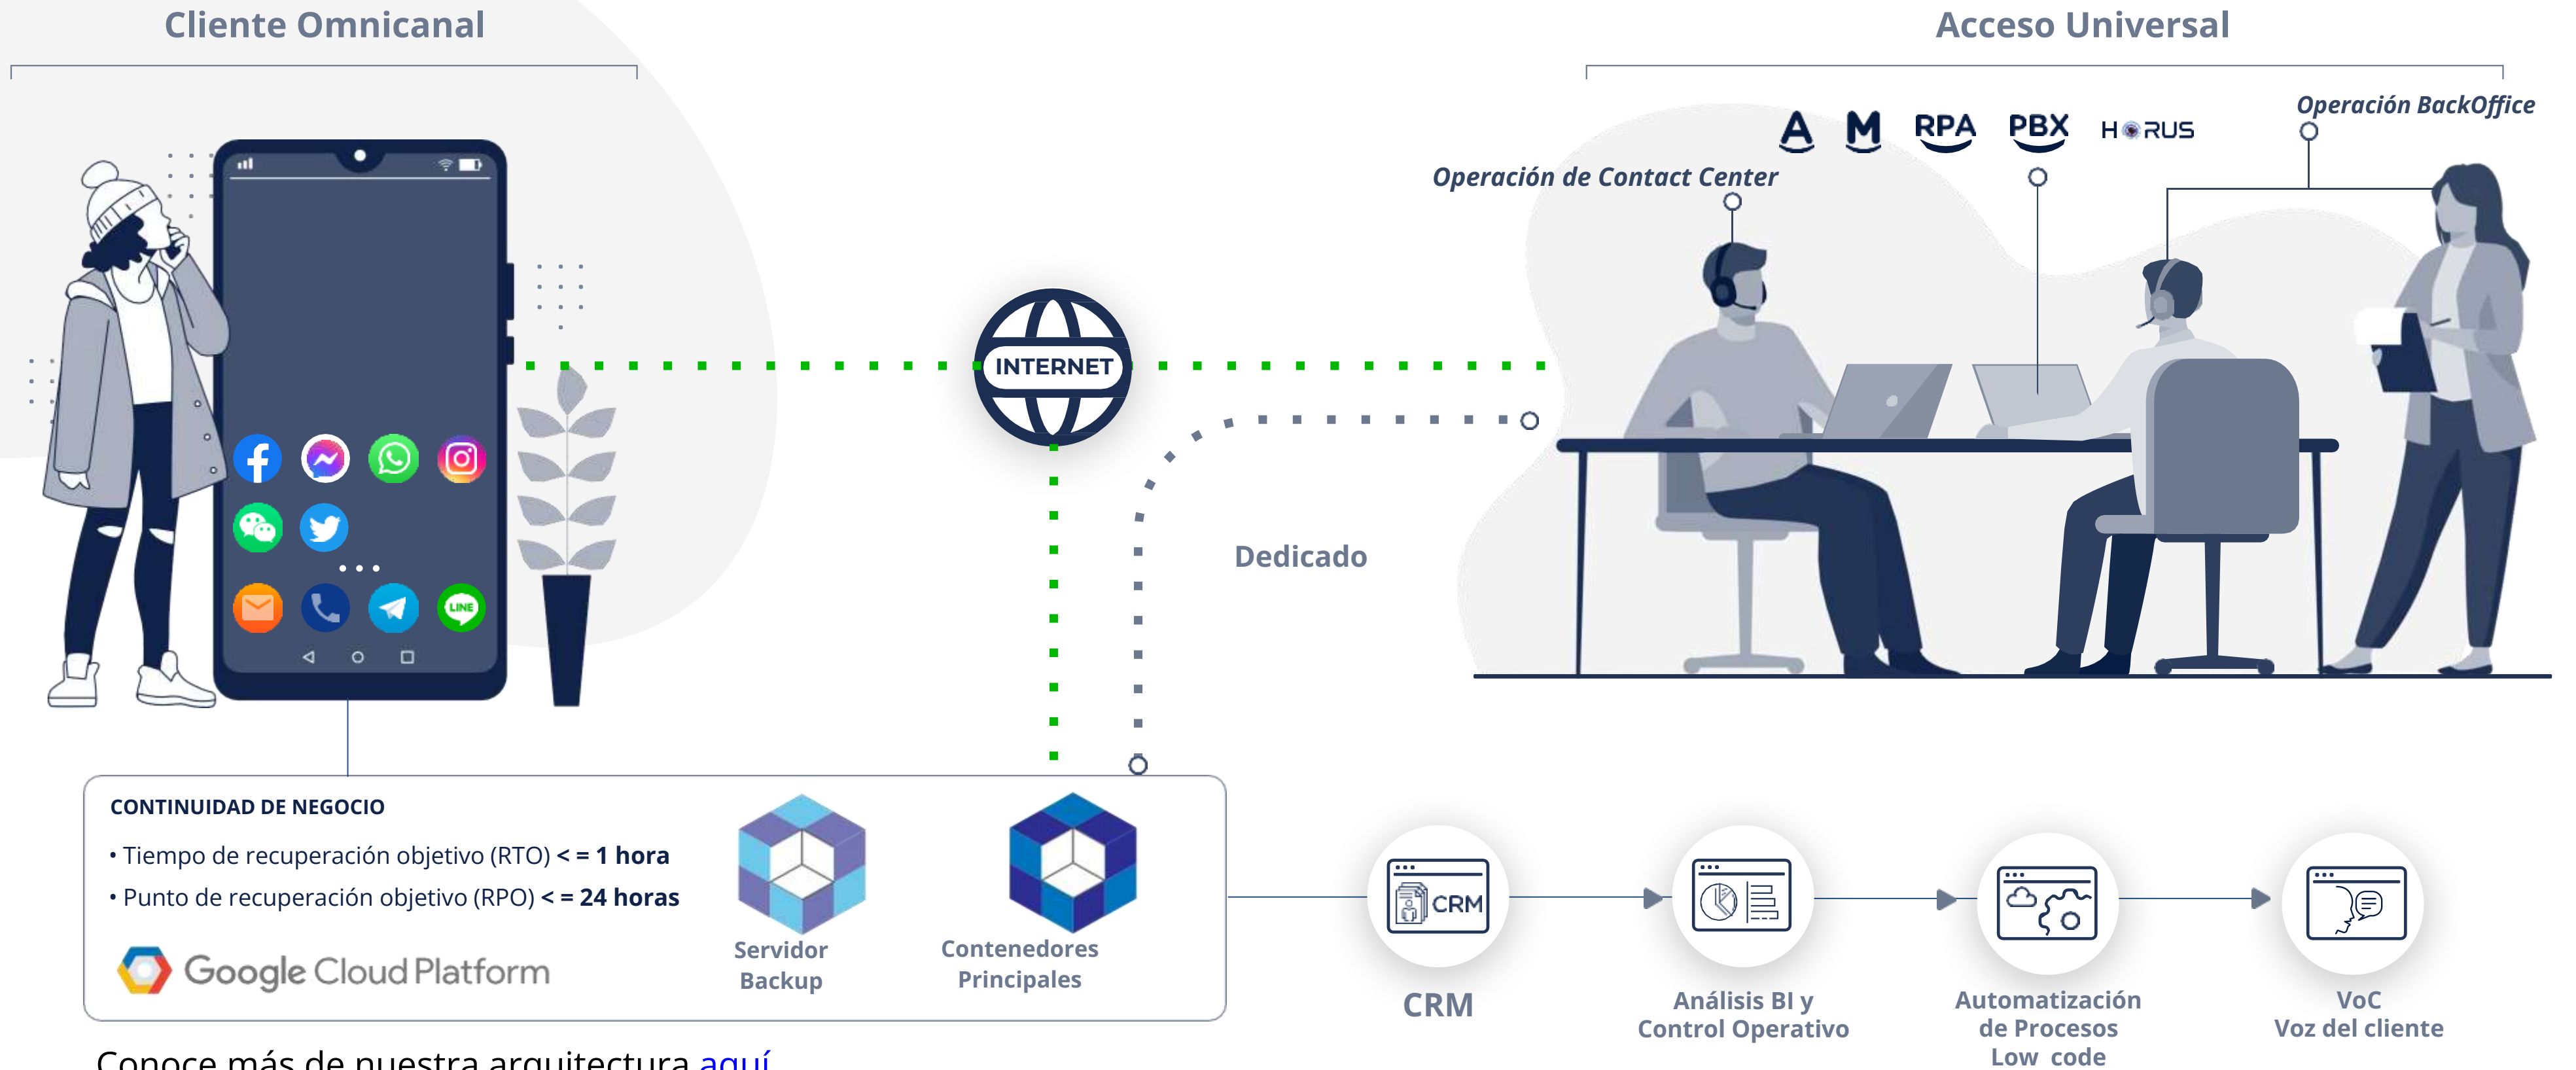 Cliente Omnicanal
Acceso Universal
Operación BackOffice
A M RPA PBX HORUS
Operación de Contact Center
INTERNET
LINE
Dedicado
CONTINUIDAD DE NEGOCIO
• Tiempo de recuperación objetivo (RTO) < = 1 hora
• Punto de recuperación objetivo (RPO) < = 24 horas
Google Cloud Platform
Servidor
Backup
Contenedores
Principales
CRM
CRM
Análisis BI y
Control Operativo
Automatización
de Procesos
Low code
VoC
Voz del cliente
Conoce más de nuestra arquitectura aquí